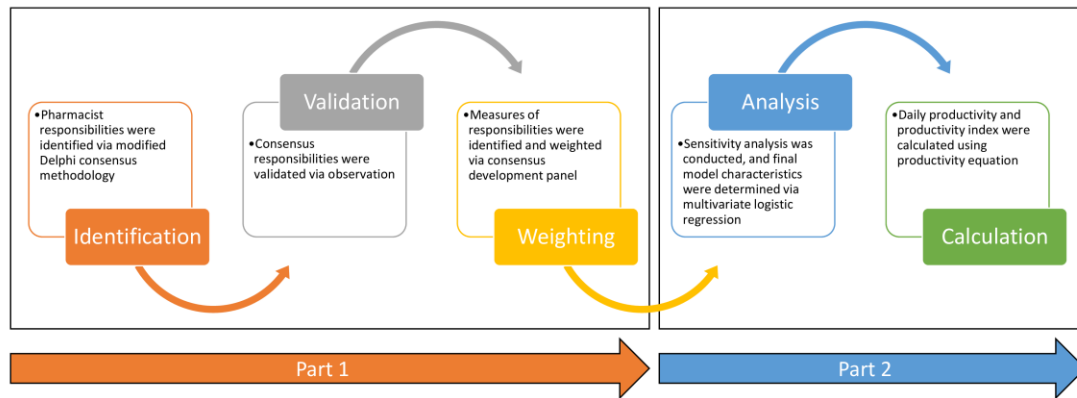 •Pharmacist
responsibilities were
identified via modified
Delphi consensus
methodology
Identification
Validation
•Consensus
responsibilities were
validated via observation
•Measures of
responsibilities were
identified and weighted
via consensus
development panel
Weighting
Analysis
•Sensitivity analysis was
conducted, and final
model characteristics
were determined via
multivariate logistic
regression
•Daily productivity and
productivity index were
calculated using
productivity equation
Calculation
Part 1
Part 2